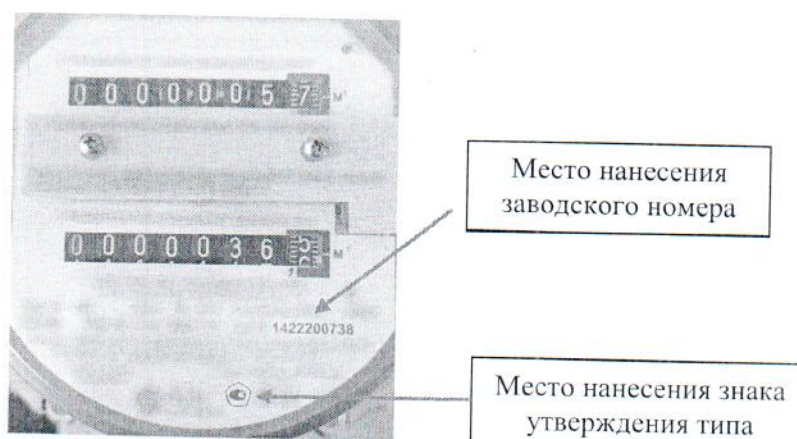 0 0 0 0 0 0 5 7
м³
Место нанесения
заводского номера
0 0 0 0 0 3 6 5
м³
1422200738
Место нанесения знака
утверждения типа